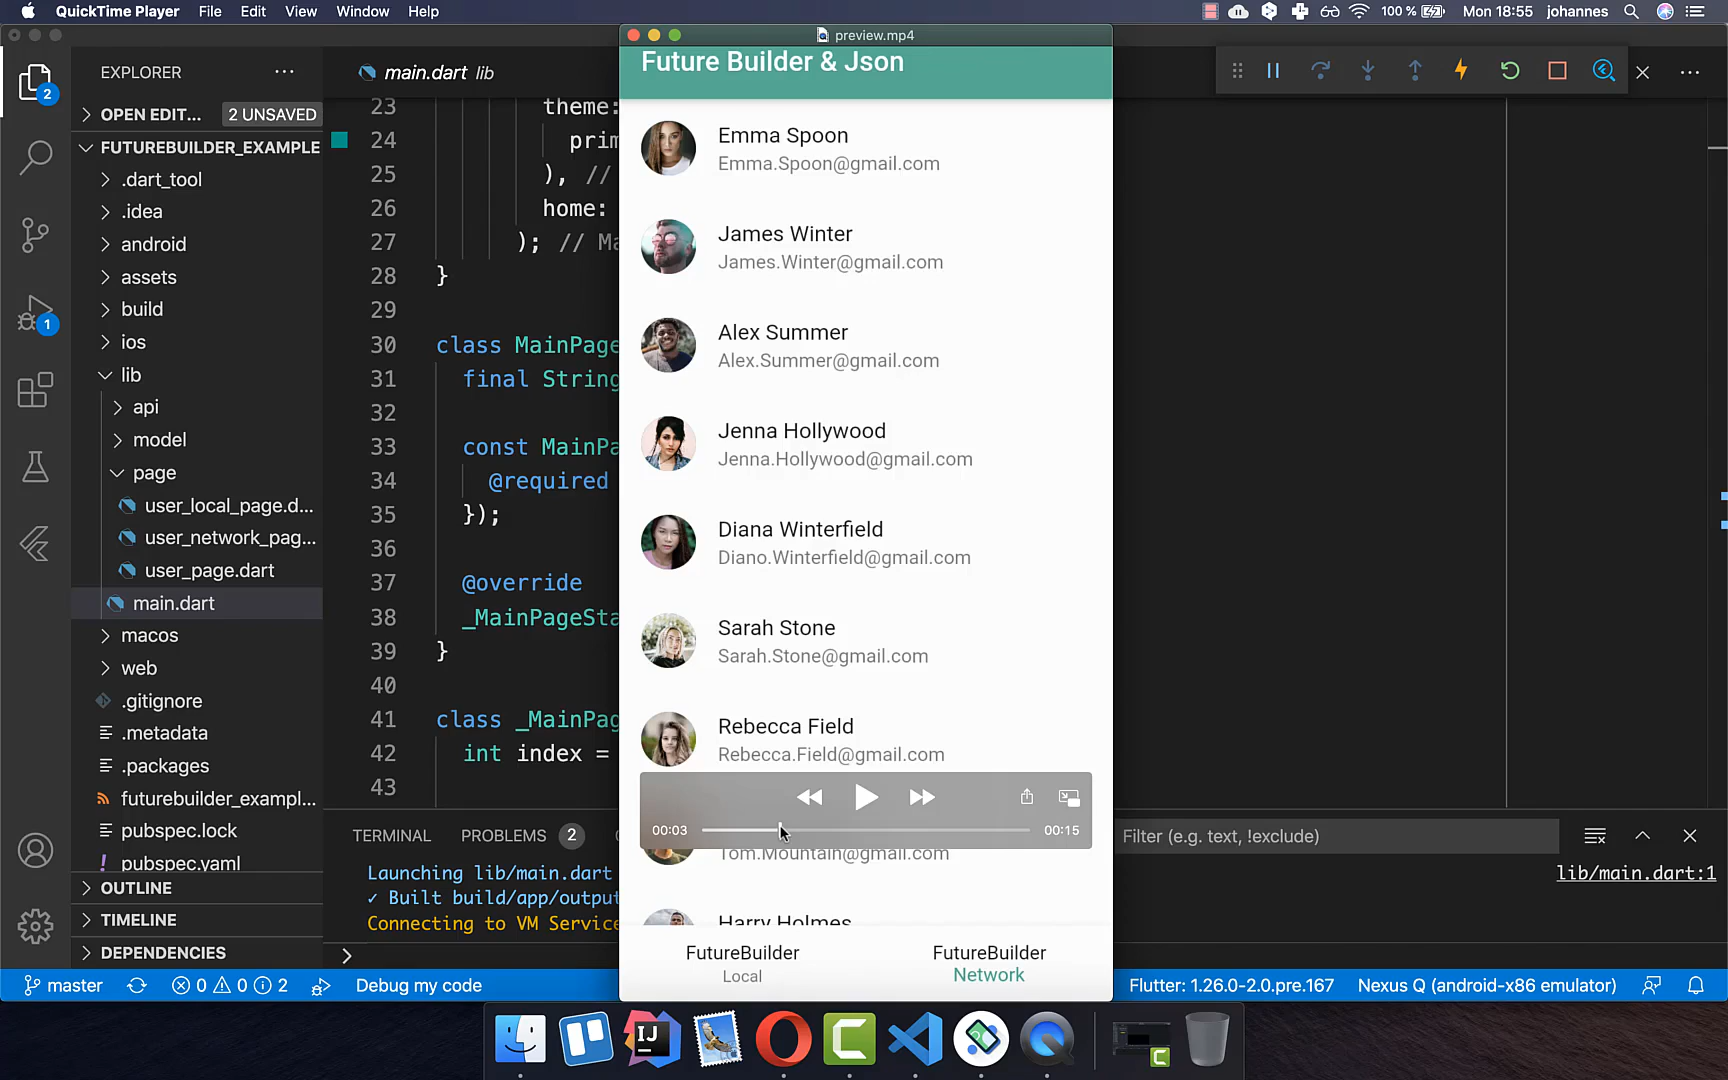 QuickTime Player File Edit View Window Help 100 % Mon 18:55 johannes
preview.mp4
EXPLORER
2
OPEN EDIT... 2 UNSAVED
FUTUREBUILDER_EXAMPLE
.dart_tool
.idea
android
assets
build
1
ios
lib
api
model
page
user_local_page.d...
user_network_pag...
user_page.dart
main.dart
macos
web
.gitignore
.metadata
.packages
futurebuilder_exampl...
pubspec.lock
! pubspec.yaml
OUTLINE
TIMELINE
DEPENDENCIES
main.dart lib
23 theme:
24 prim
25 ), //
26 home:
27 ); // Ma
28 }
29
30 class MainPage
31 final String
32
33 const MainPa
34 @required
35 });
36
37 @override
38 _MainPageSta
39 }
40
41 class _MainPag
42 int index =
43
Future Builder & Json
Emma Spoon
Emma.Spoon@gmail.com
James Winter
James.Winter@gmail.com
Alex Summer
Alex.Summer@gmail.com
Jenna Hollywood
Jenna.Hollywood@gmail.com
Diana Winterfield
Diano.Winterfield@gmail.com
Sarah Stone
Sarah.Stone@gmail.com
Rebecca Field
Rebecca.Field@gmail.com
00:03 00:15
Tom.Mountain@gmail.com
Harry Holmes
FutureBuilder
Local
FutureBuilder
Network
TERMINAL PROBLEMS 2
Filter (e.g. text, !exclude)
Launching lib/main.dart
lib/main.dart:1
✓ Built build/app/output
Connecting to VM Service
master 0 0 2 Debug my code Flutter: 1.26.0-2.0.pre.167 Nexus Q (android-x86 emulator)
IJ